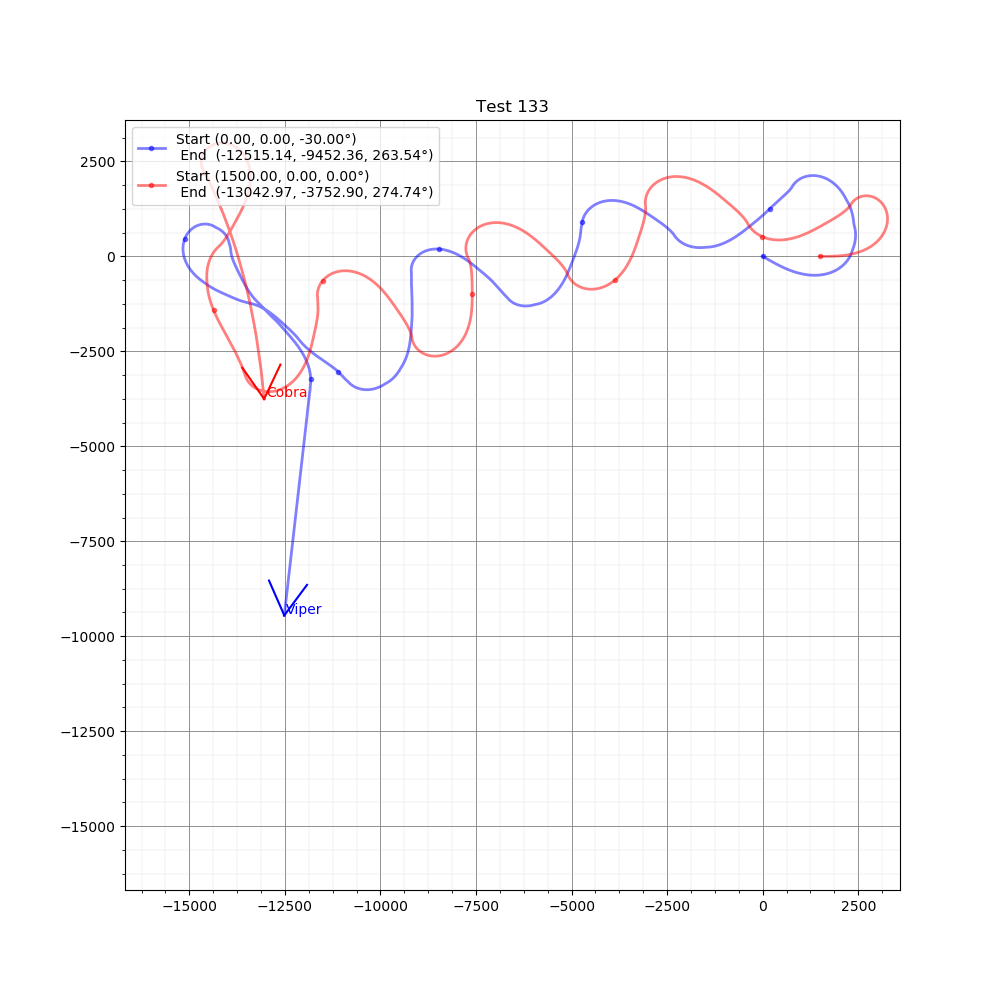 Test 133
Start (0.00, 0.00, -30.00°)
End (-12515.14, -9452.36, 263.54°)
Start (1500.00, 0.00, 0.00°)
End (-13042.97, -3752.90, 274.74°)
2500
0
−2500
−5000
−7500
−10000
−12500
−15000
Cobra
Viper
−15000 −12500 −10000 −7500 −5000 −2500 0 2500